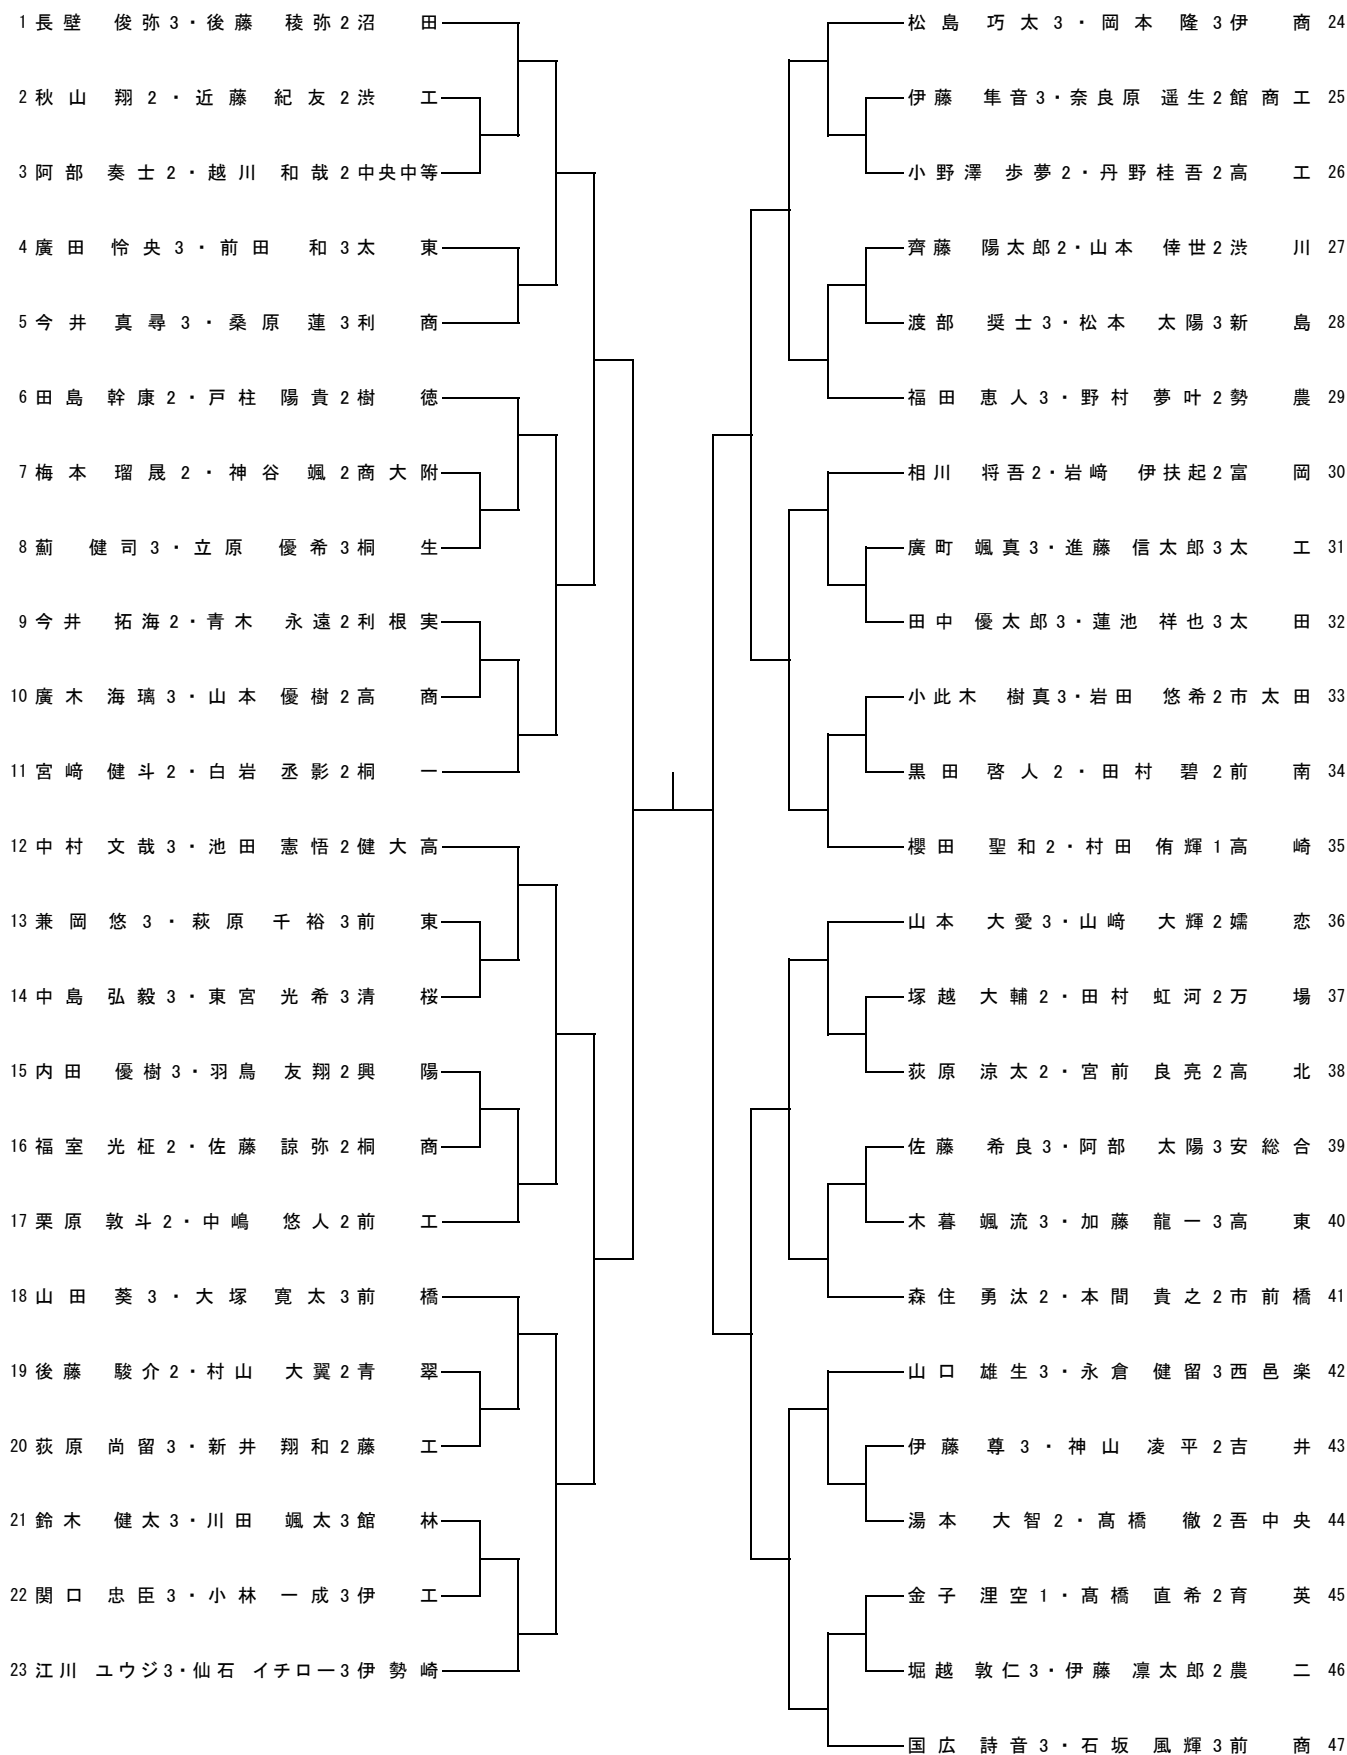 1 長壁 俊弥3・後藤 稜弥2 沼田
2 秋山 翔2・近藤 紀友2 渋工
3 阿部 奏士2・越川 和哉2 中央中等
4 廣田 怜央3・前田 和3 太東
5 今井 真尋3・桑原 蓮3 利商
6 田島 幹康2・戸柱 陽貴2 樹徳
7 梅本 瑠晟2・神谷 颯2 商大附
8 薊 健司3・立原 優希3 桐生
9 今井 拓海2・青木 永遠2 利根実
10 廣木 海璃3・山本 優樹2 高商
11 宮﨑 健斗2・白岩 丞影2 桐一
12 中村 文哉3・池田 憲悟2 健大高
13 兼岡 悠3・萩原 千裕3 前東
14 中島 弘毅3・東宮 光希3 清桜
15 内田 優樹3・羽鳥 友翔2 興陽
16 福室 光柾2・佐藤 諒弥2 桐商
17 栗原 敦斗2・中嶋 悠人2 前工
18 山田 葵3・大塚 寛太3 前橋
19 後藤 駿介2・村山 大翼2 青翠
20 荻原 尚留3・新井 翔和2 藤工
21 鈴木 健太3・川田 颯太3 館林
22 関口 忠臣3・小林 一成3 伊工
23 江川 ユウジ3・仙石 イチロー3 伊勢崎
松島 巧太3・岡本 隆3 伊商 24
伊藤 隼音3・奈良原 遥生2 館商工 25
小野澤 歩夢2・丹野桂吾2 高工 26
齊藤 陽太郎2・山本 倖世2 渋川 27
渡部 奨士3・松本 太陽3 新島 28
福田 恵人3・野村 夢叶2 勢農 29
相川 将吾2・岩﨑 伊扶起2 富岡 30
廣町 颯真3・進藤 信太郎3 太工 31
田中 優太郎3・蓮池 祥也3 太田 32
小此木 樹真3・岩田 悠希2 市太田 33
黒田 啓人2・田村 碧2 前南 34
櫻田 聖和2・村田 侑輝1 高崎 35
山本 大愛3・山﨑 大輝2 嬬恋 36
塚越 大輔2・田村 虹河2 万場 37
荻原 涼太2・宮前 良亮2 高北 38
佐藤 希良3・阿部 太陽3 安総合 39
木暮 颯流3・加藤 龍一3 高東 40
森住 勇汰2・本間 貴之2 市前橋 41
山口 雄生3・永倉 健留3 西邑楽 42
伊藤 尊3・神山 凌平2 吉井 43
湯本 大智2・髙橋 徹2 吾中央 44
金子 浬空1・髙橋 直希2 育英 45
堀越 敦仁3・伊藤 凛太郎2 農二 46
国広 詩音3・石坂 風輝3 前商 47